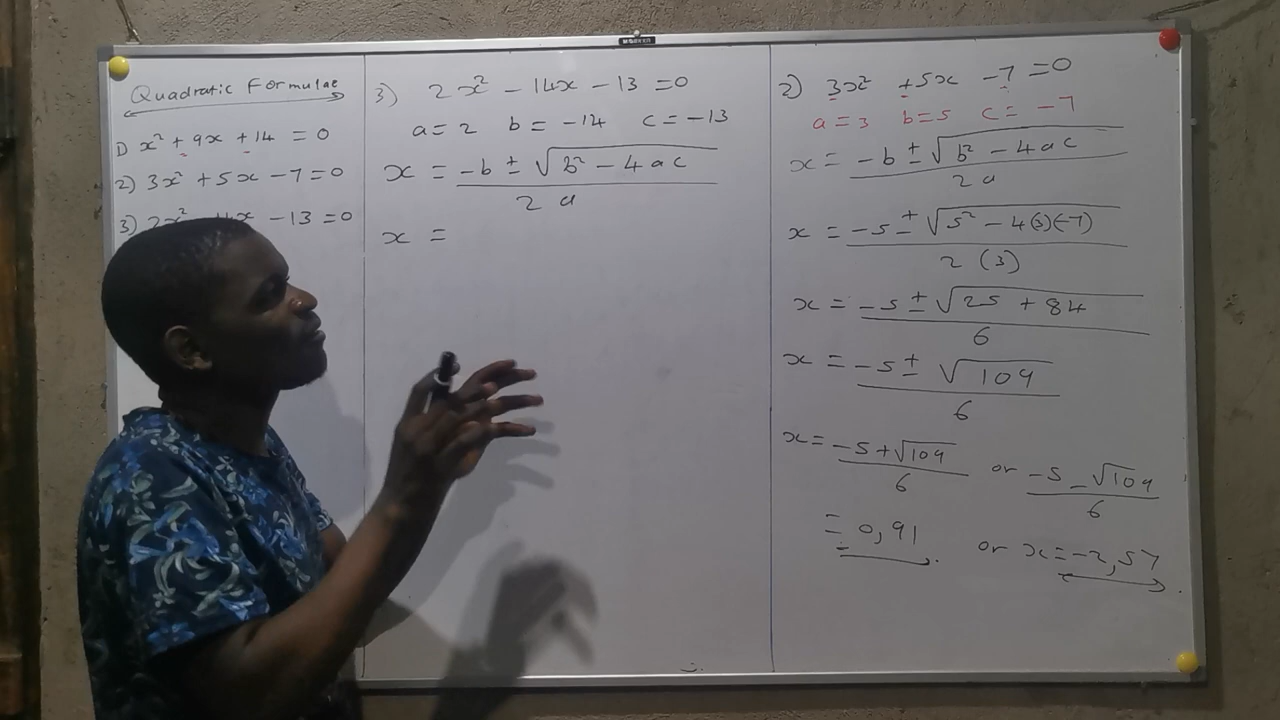 Quadratic Formulae
1) x² + 9x + 14 = 0
2) 3x² + 5x - 7 = 0
3) 2x² - 14x - 13 = 0
3) 2x² - 14x - 13 = 0
a = 2 b = -14 c = -13
x = -b ± √b² - 4ac
2a
x =
2) 3x² + 5x - 7 = 0
a = 3 b = 5 c = -7
x = -b ± √b² - 4ac
2a
x = -5 ± √5² - 4(3)(-7)
2 (3)
x = -5 ± √25 + 84
6
x = -5 ± √109
6
x = -5 + √109 or -5 - √109
6 6
= 0,91 or x = -2,57